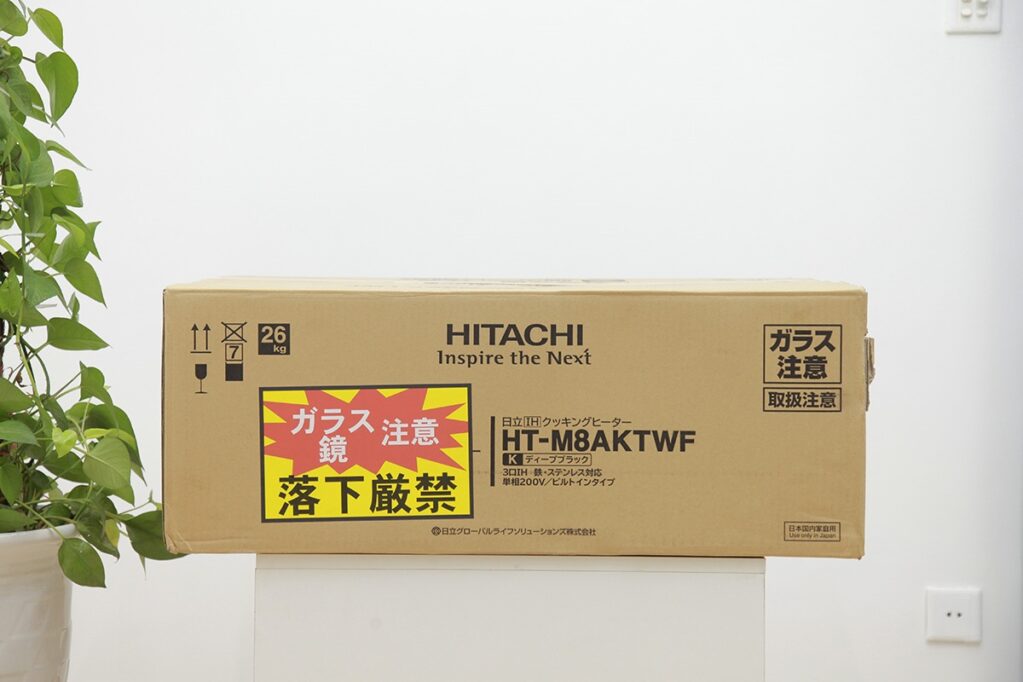 7
26
kg
HITACHI
Inspire the Next
ガラス
注意
取扱注意
ガラス
鏡
注意
落下厳禁
日立IHクッキングヒーター
HT-M8AKTWF
K ディープブラック
3口IH・鉄・ステンレス対応
単相200V/ビルトインタイプ
日立グローバルライフソリューションズ株式会社
日本国内家庭用
Use only in Japan